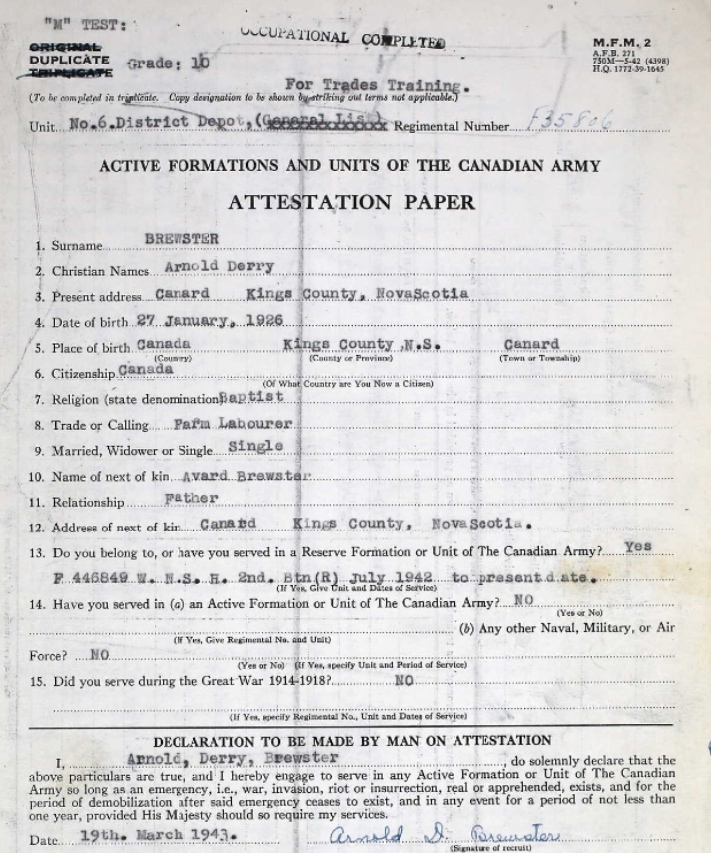 "M" TEST:
OCCUPATIONAL COMPLETED
ORIGINAL
DUPLICATE
TRIPLICATE
Grade: 10
M.F.M. 2
A.F.B. 271
750M—5-42 (4398)
H.Q. 1772-39-1645
For Trades Training.
(To be completed in triplicate. Copy designation to be shown by striking out terms not applicable.)
Unit No.6.District Depot,(General List) Regimental Number F35806
ACTIVE FORMATIONS AND UNITS OF THE CANADIAN ARMY
ATTESTATION PAPER
1. Surname BREWSTER
2. Christian Names Arnold Derry
3. Present address Canard Kings County, NovaScotia
4. Date of birth 27 January, 1926
5. Place of birth Canada Kings County ,N.S. Canard
(Country) (County or Province) (Town or Township)
6. Citizenship Canada
(Of What Country are You Now a Citizen)
7. Religion (state denomination) Baptist
8. Trade or Calling Farm Labourer
9. Married, Widower or Single Single
10. Name of next of kin Avard Brewster
11. Relationship Father
12. Address of next of kin Canard Kings County, NovaScotia.
13. Do you belong to, or have you served in a Reserve Formation or Unit of The Canadian Army? Yes
F 446849 W. N. S. H. 2nd. Btn(R) July 1942 to present date.
(If Yes, Give Unit and Dates of Service)
14. Have you served in (a) an Active Formation or Unit of The Canadian Army? NO
(Yes or No)
(b) Any other Naval, Military, or Air
(If Yes, Give Regimental No. and Unit)
Force? NO
(Yes or No) (If Yes, specify Unit and Period of Service)
15. Did you serve during the Great War 1914-1918? NO
(If Yes, specify Regimental No., Unit and Dates of Service)
DECLARATION TO BE MADE BY MAN ON ATTESTATION
I, Arnold, Derry, Brewster, do solemnly declare that the
above particulars are true, and I hereby engage to serve in any Active Formation or Unit of The Canadian
Army so long as an emergency, i.e., war, invasion, riot or insurrection, real or apprehended, exists, and for the
period of demobilization after said emergency ceases to exist, and in any event for a period of not less than
one year, provided His Majesty should so require my services.
Date 19th. March 1943. Arnold D. Brewster
(Signature of recruit)